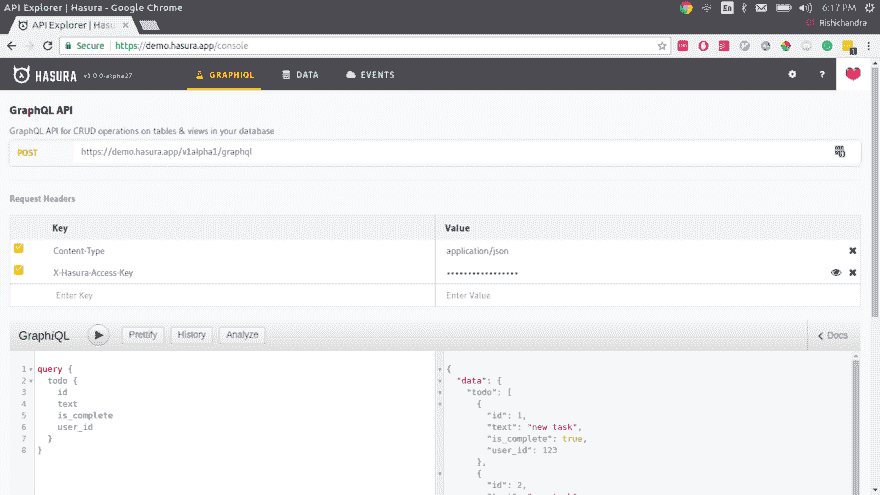 API Explorer | Hasura - Google Chrome
En
6:17 PM
API Explorer | Hasu
Rishichandra
Secure https://demo.hasura.app/console
1
HASURA v1.0.0-alpha27
GRAPHIQL
DATA
EVENTS
?
GraphQL API
GraphQL API for CRUD operations on tables & views in your database
POST https://demo.hasura.app/v1alpha1/graphql
Request Headers
Key Value
Content-Type application/json
X-Hasura-Access-Key •••••••••••••••••
Enter Key Enter Value
GraphiQL Prettify History Analyze Docs
1 query {
2 todo {
3 id
4 text
5 is_complete
6 user_id
7 }
8 }
{
"data": {
"todo": [
{
"id": 1,
"text": "new task",
"is_complete": true,
"user_id": 123
},
{
"id": 2,